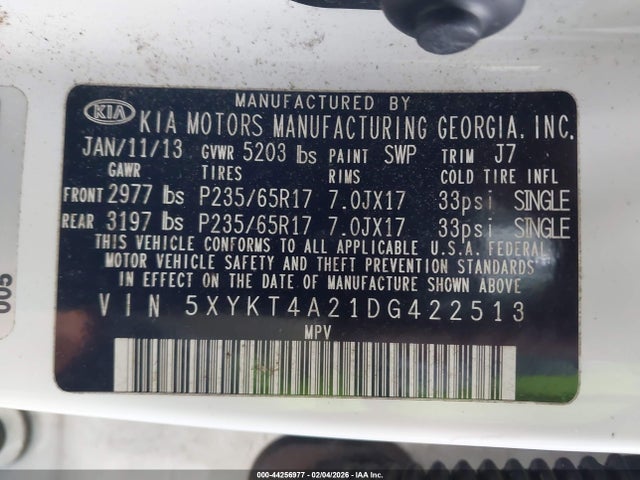 MANUFACTURED BY
KIA KIA MOTORS MANUFACTURING GEORGIA, INC.
JAN/11/13 GVWR 5203 lbs PAINT SWP TRIM J7
GAWR TIRES RIMS COLD TIRE INFL
FRONT 2977 lbs P235/65R17 7.0JX17 33psi SINGLE
REAR 3197 lbs P235/65R17 7.0JX17 33psi SINGLE
THIS VEHICLE CONFORMS TO ALL APPLICABLE U.S.A. FEDERAL
MOTOR VEHICLE SAFETY AND THEFT PREVENTION STANDARDS
IN EFFECT ON THE DATE OF MANUFACTURE SHOWN ABOVE
VIN 5XYKT4A21DG422513
MPV
005
000-44256977 - 02/04/2026 - IAA Inc.